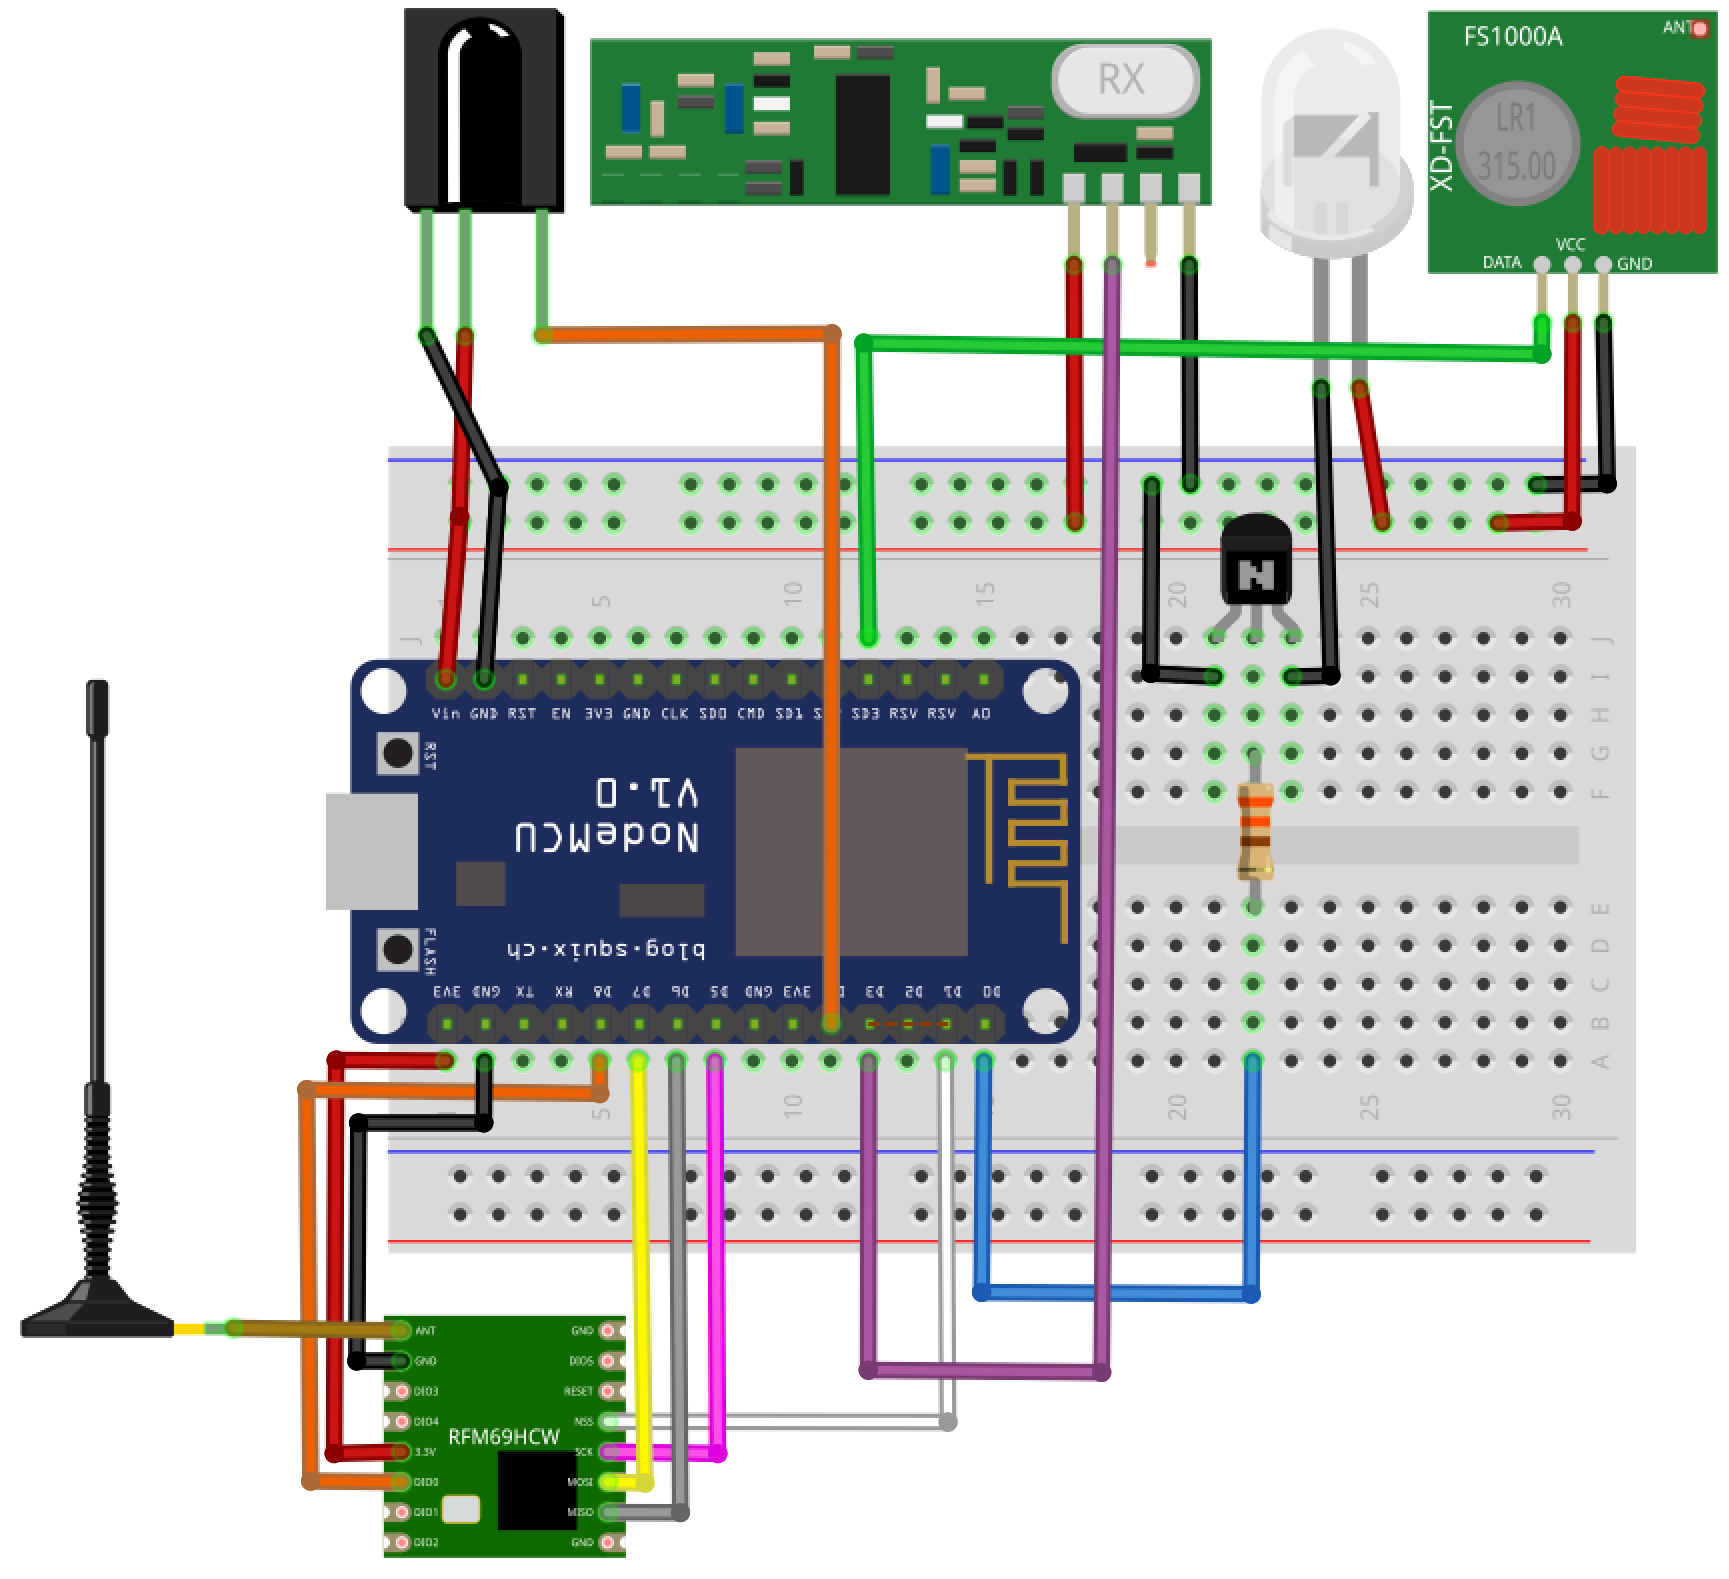 FS1000A
ANT
RX
XD-FST
LR1
315.00
DATA
VCC
GND
5
10
15
20
25
30
J
J
I
H
G
F
Vin GND RST EN 3V3 GND CLK SD0 CMD SD1 SD3 RSV RSV A0
RST
V1.0
NodeMCU
FLASH
blog.squix.ch
3V3 GND TX RX D8 D7 D6 D5 GND 3V3 D3 D2 D1 D0
E
D
C
B
A
5
10
20
25
30
ANT
GND
DIO3
DIO4
3.3V
DIO0
DIO1
DIO2
RFM69HCW
GND
DIO5
RESET
NSS
SCK
MOSI
MISO
GND